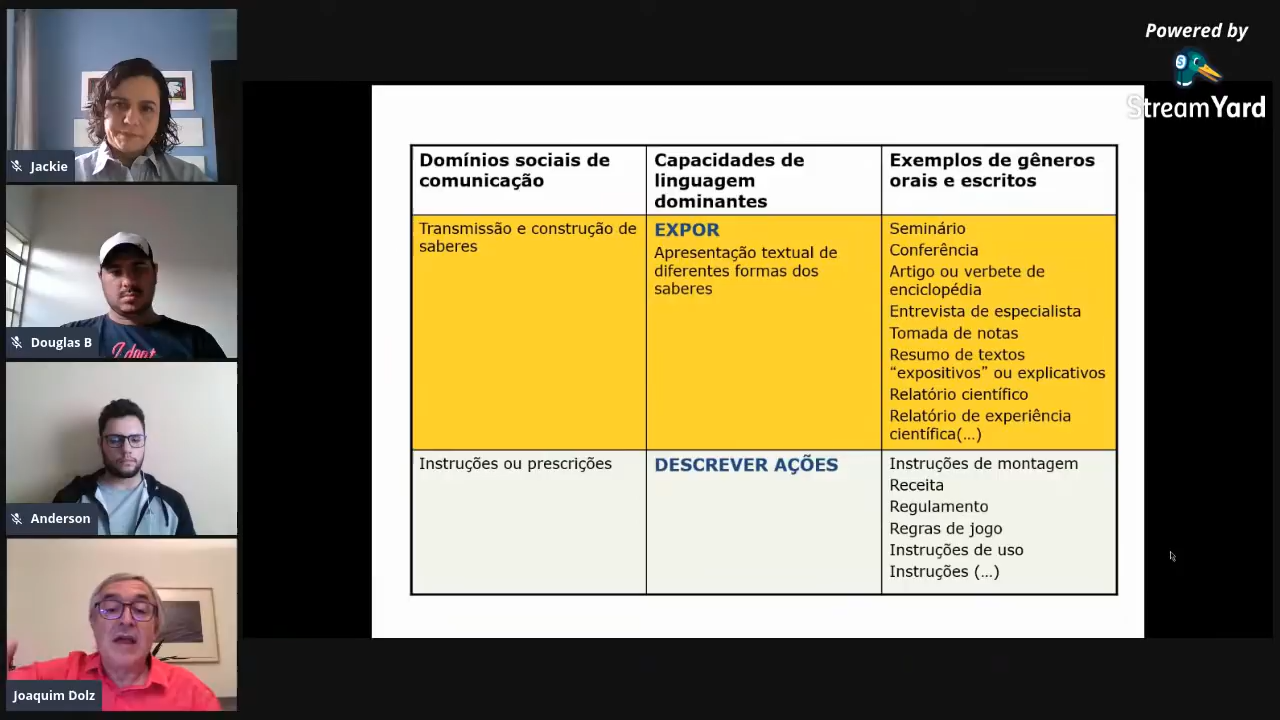 Powered by
StreamYard
Jackie
Douglas B
I don't
Anderson
Joaquim Dolz
Domínios sociais de
comunicação
Capacidades de
linguagem
dominantes
Exemplos de gêneros
orais e escritos
Transmissão e construção de
saberes
EXPOR
Apresentação textual de
diferentes formas dos
saberes
Seminário
Conferência
Artigo ou verbete de
enciclopédia
Entrevista de especialista
Tomada de notas
Resumo de textos
“expositivos” ou explicativos
Relatório científico
Relatório de experiência
científica(…)
Instruções ou prescrições
DESCREVER AÇÕES
Instruções de montagem
Receita
Regulamento
Regras de jogo
Instruções de uso
Instruções (…)